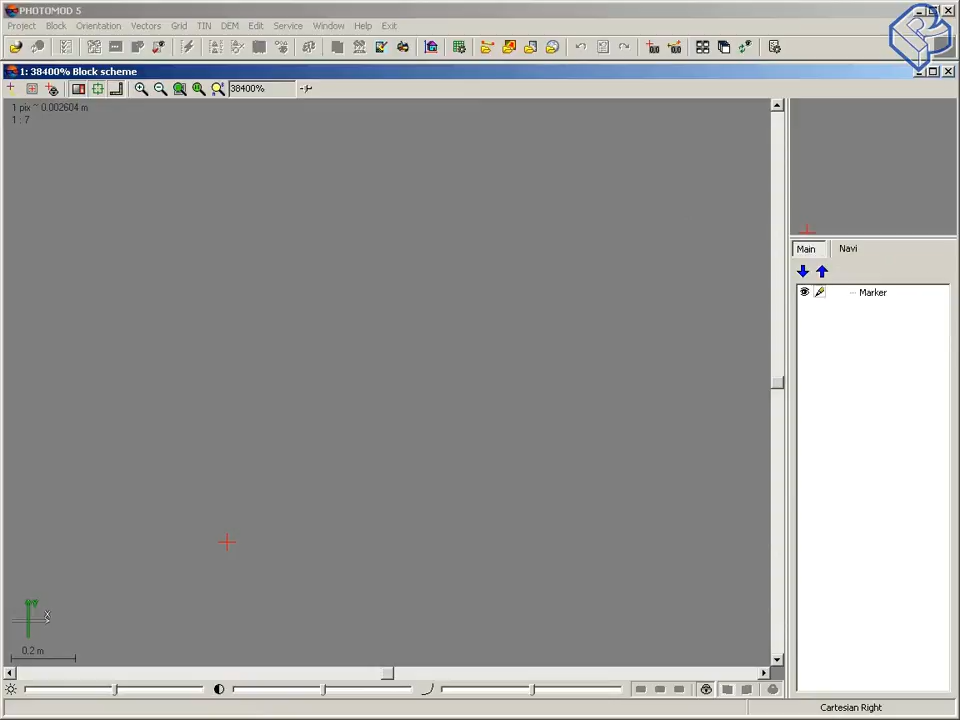 PHOTOMOD 5
Project Block Orientation Vectors Grid TIN DEM Edit Service Window Help Exit
1: 38400% Block scheme
38400%
1 pix ~ 0.002604 m
1 : 7
Main Navi
Marker
X
0.2 m
Cartesian Right